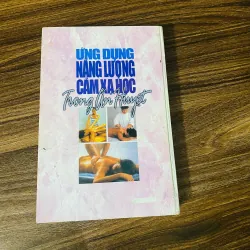 ỨNG DỤNG
NĂNG LƯỢNG
CẢM XẠ HỌC
Trong Ấn Huyệt